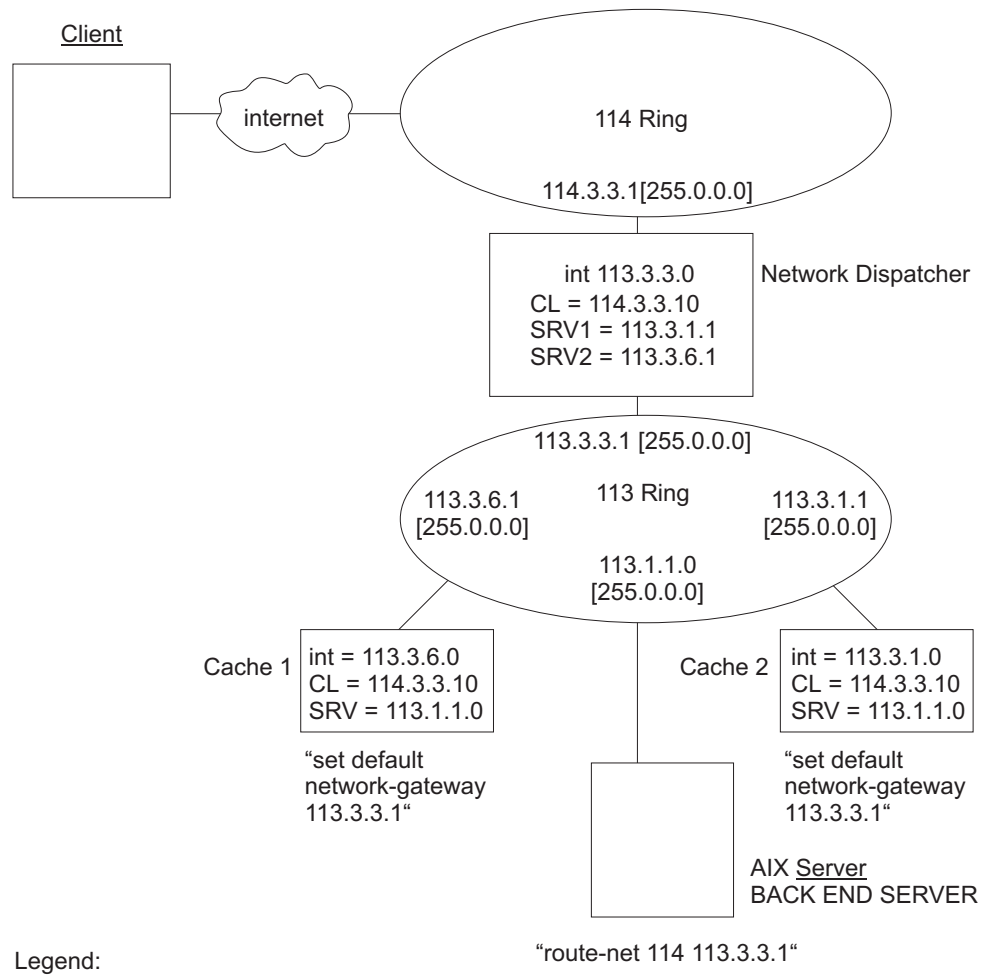 Client
internet
114 Ring
114.3.3.1[255.0.0.0]
int 113.3.3.0
CL = 114.3.3.10
SRV1 = 113.3.1.1
SRV2 = 113.3.6.1
Network Dispatcher
113.3.3.1 [255.0.0.0]
113.3.6.1
[255.0.0.0]
113 Ring
113.3.1.1
[255.0.0.0]
113.1.1.0
[255.0.0.0]
Cache 1
int = 113.3.6.0
CL = 114.3.3.10
SRV = 113.1.1.0
“set default
network-gateway
113.3.3.1“
Cache 2
int = 113.3.1.0
CL = 114.3.3.10
SRV = 113.1.1.0
“set default
network-gateway
113.3.3.1“
AIX Server
BACK END SERVER
“route-net 114 113.3.3.1“
Legend: